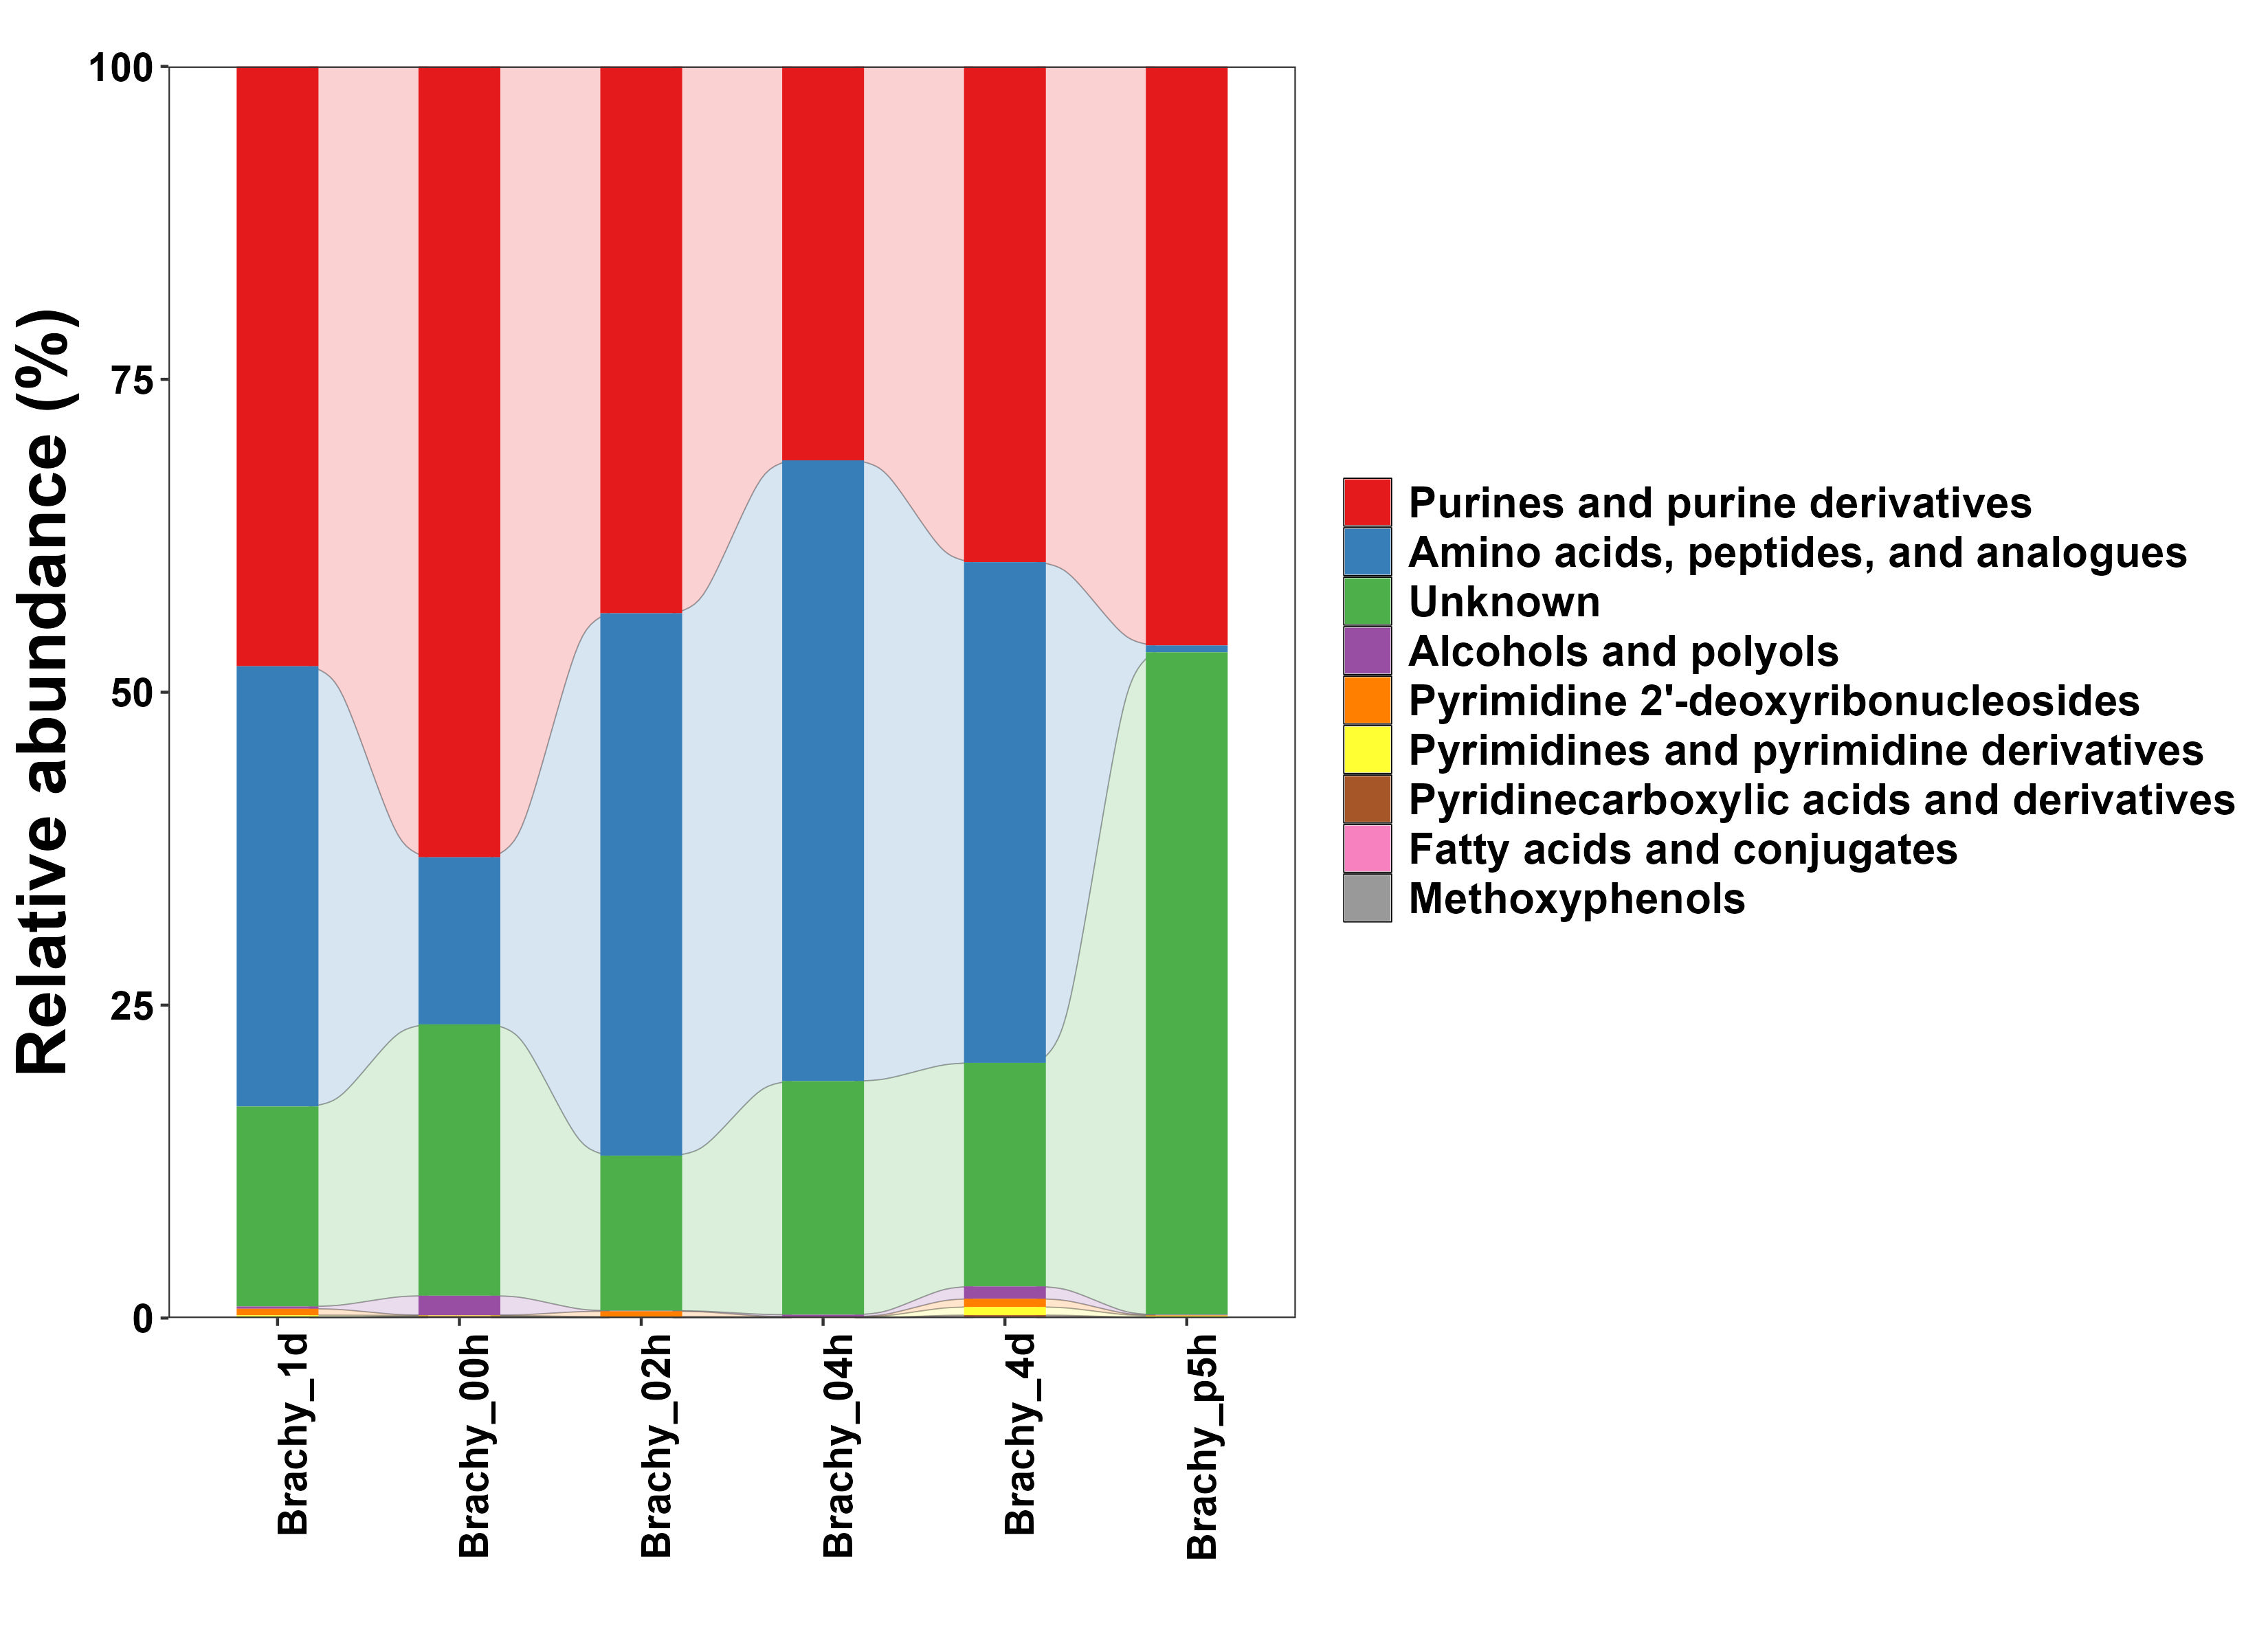 Relative abundance (%)
100
75
50
25
0
Brachy_1d
Brachy_00h
Brachy_02h
Brachy_04h
Brachy_4d
Brachy_p5h
Purines and purine derivatives
Amino acids, peptides, and analogues
Unknown
Alcohols and polyols
Pyrimidine 2'-deoxyribonucleosides
Pyrimidines and pyrimidine derivatives
Pyridinecarboxylic acids and derivatives
Fatty acids and conjugates
Methoxyphenols